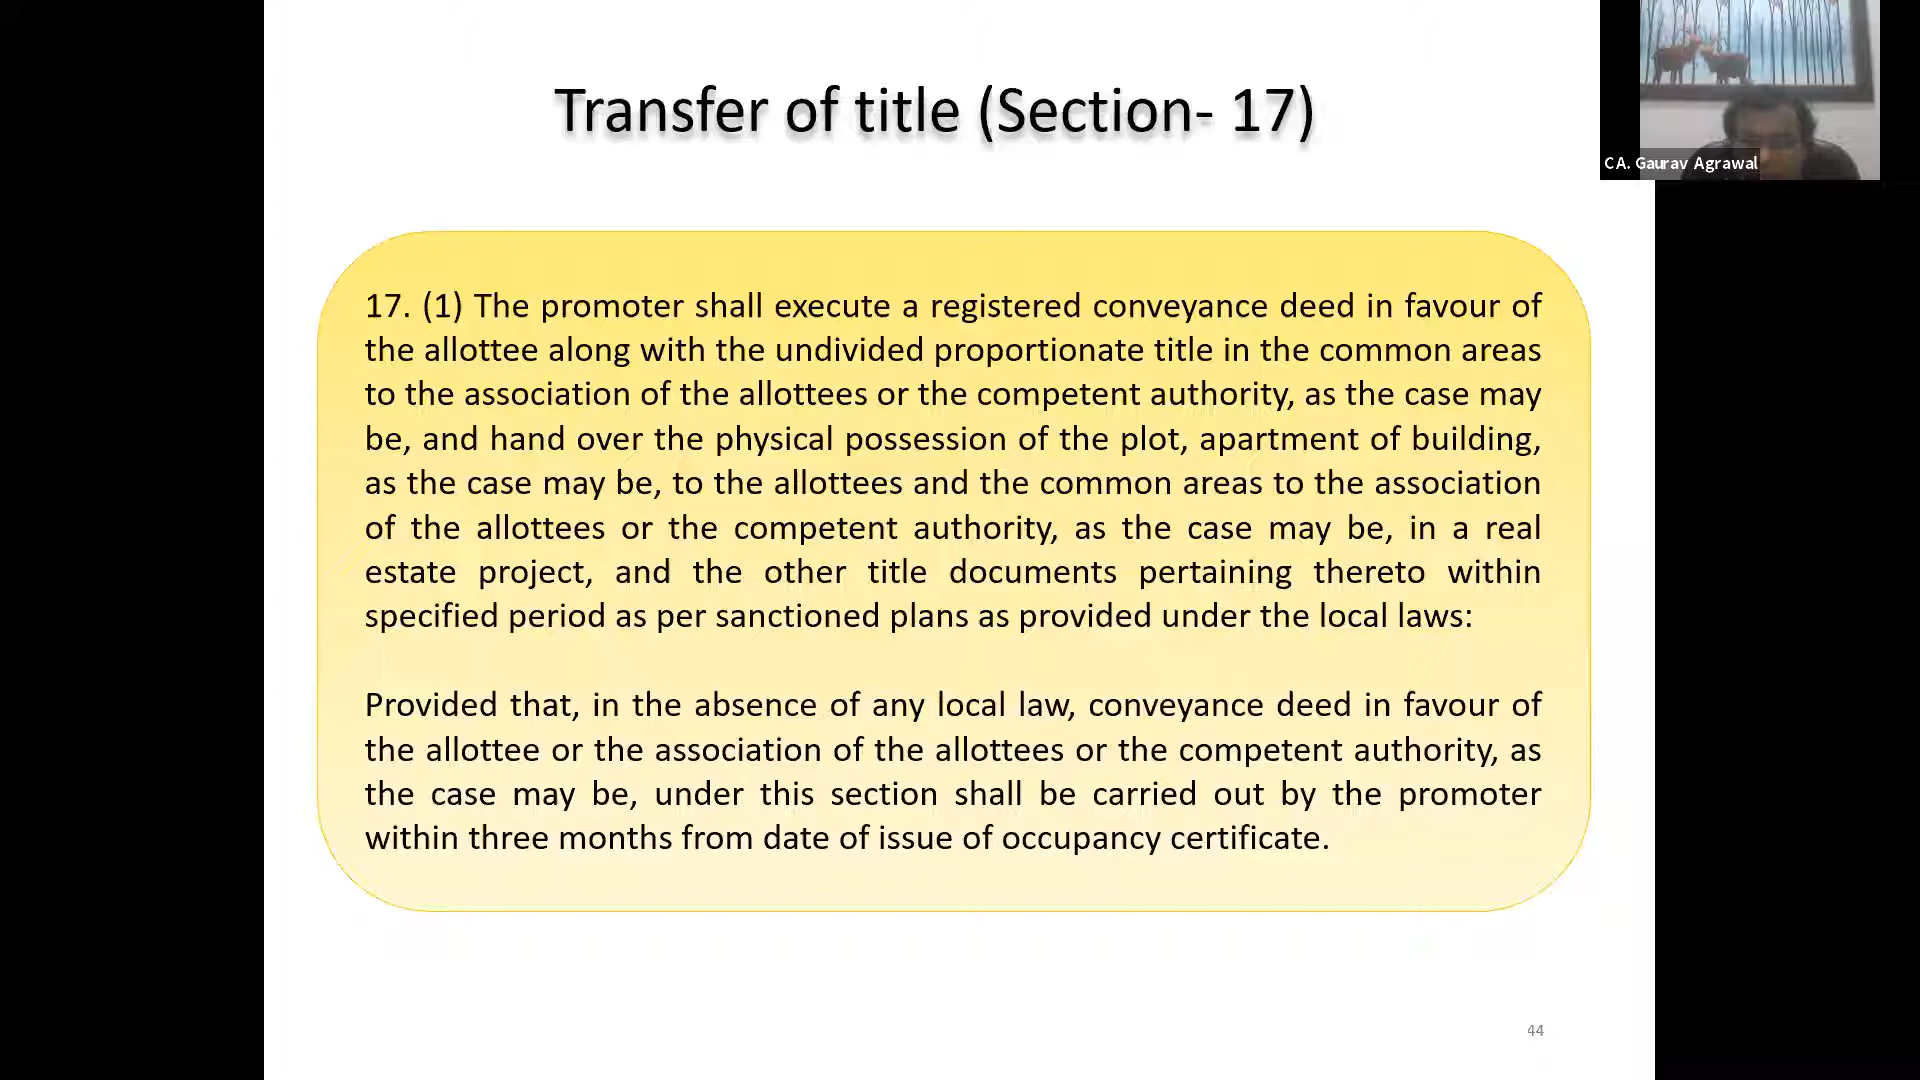 Transfer of title (Section- 17)
CA. Gaurav Agrawal
17. (1) The promoter shall execute a registered conveyance deed in favour of
the allottee along with the undivided proportionate title in the common areas
to the association of the allottees or the competent authority, as the case may
be, and hand over the physical possession of the plot, apartment of building,
as the case may be, to the allottees and the common areas to the association
of the allottees or the competent authority, as the case may be, in a real
estate project, and the other title documents pertaining thereto within
specified period as per sanctioned plans as provided under the local laws:
Provided that, in the absence of any local law, conveyance deed in favour of
the allottee or the association of the allottees or the competent authority, as
the case may be, under this section shall be carried out by the promoter
within three months from date of issue of occupancy certificate.
44